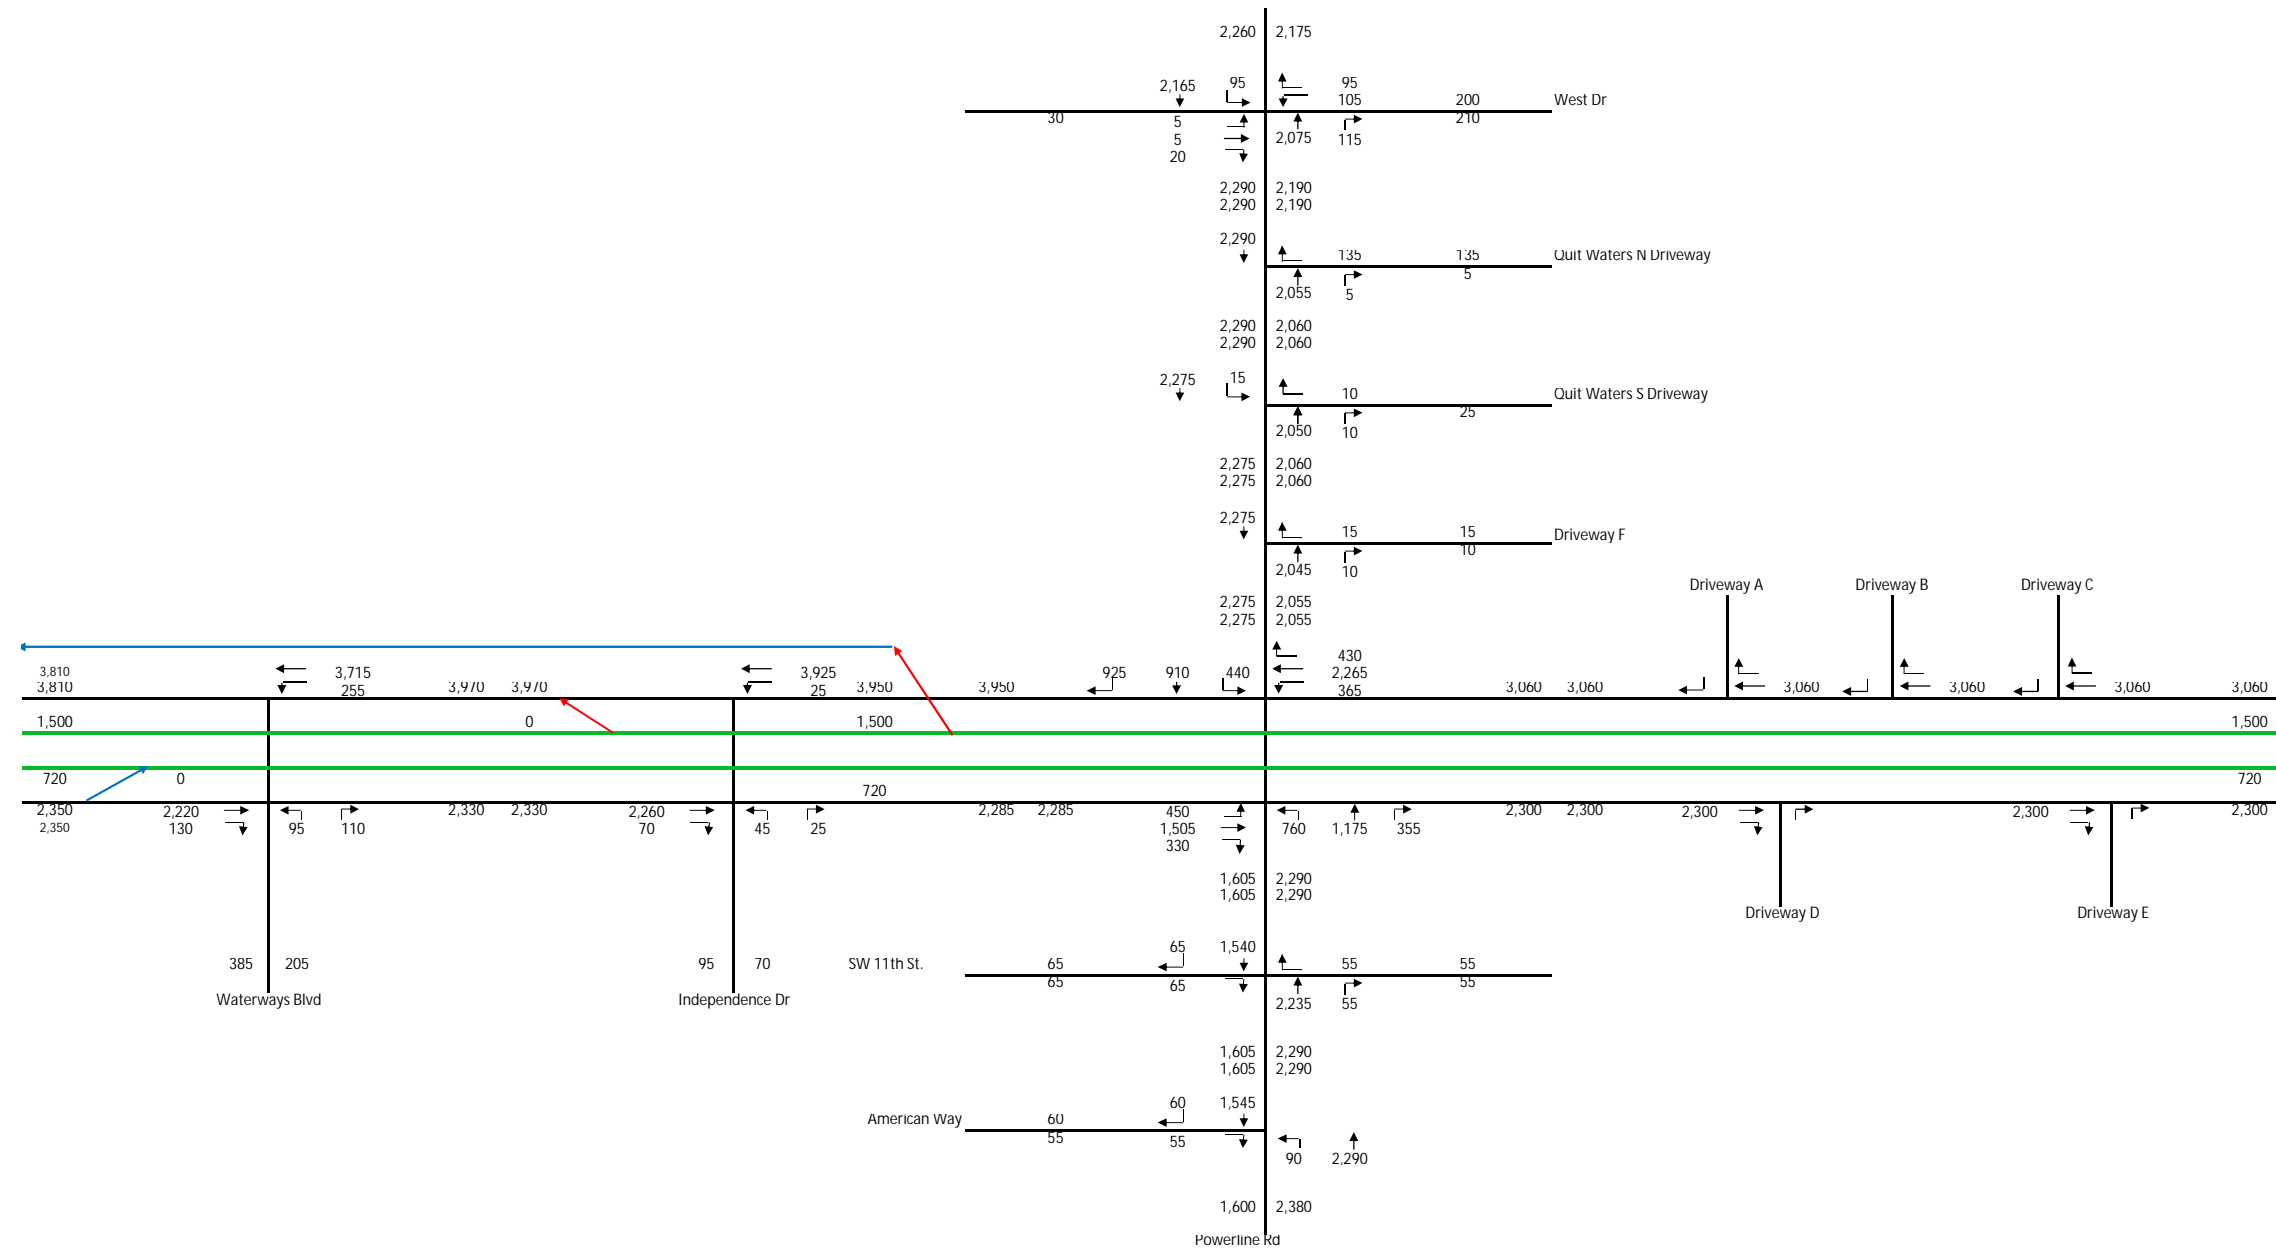 2,260 2,175
2,165 95 95
105 200 West Dr
30 5 210
5 2,075 115
20
2,290 2,190
2,290 2,190
2,290
135 135 Quit Waters N Driveway
5
2,055 5
2,290 2,060
2,290 2,060
2,275 15
10 Quit Waters S Driveway
25
2,050 10
2,275 2,060
2,275 2,060
2,275
15 15 Driveway F
10
2,045 10
Driveway A Driveway B Driveway C
2,275 2,055
2,275 2,055
430
3,810 3,715 3,925 925 910 440 2,265
3,810 255 3,970 3,970 25 3,950 3,950 365 3,060 3,060 3,060 3,060 3,060 3,060
1,500 0 1,500 1,500
720 0 720
720
2,350 2,220 2,330 2,330 2,260 2,285 2,285 450 2,300 2,300 2,300 2,300 2,300
2,350 130 95 110 70 45 25 1,505 760 1,175 355
330
1,605 2,290
1,605 2,290
Driveway D Driveway E
65 1,540
385 205 95 70 SW 11th St. 65 55 55
65 65 55
Waterways Blvd Independence Dr 2,235 55
1,605 2,290
1,605 2,290
60 1,545
American Way 60
55 55
90 2,290
1,600 2,380
Powerline Rd